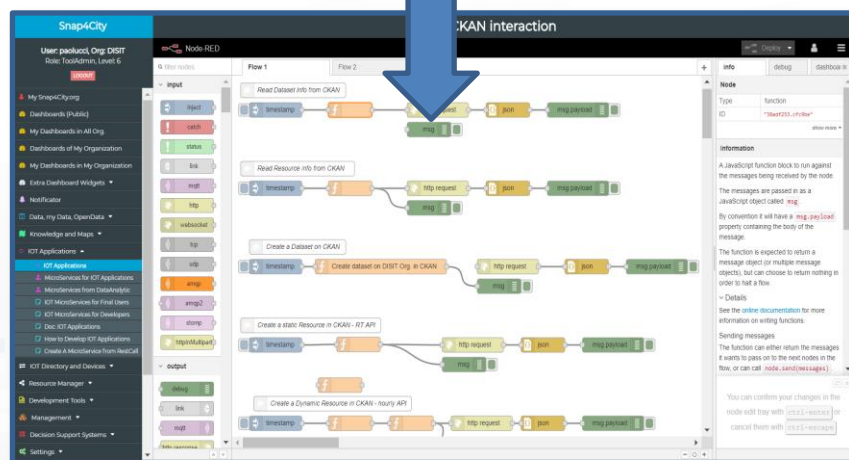 Snap4City
CKAN interaction
User: paolucci, Org: DISIT
Role: ToolAdmin, Level: 6
LOGOUT
My Snap4City.org
Dashboards (Public)
My Dashboards in All Org.
Dashboards of My Organization
My Dashboards in My Organization
Extra Dashboard Widgets
Notificator
Data, my Data, OpenData
Knowledge and Maps
IOT Applications
IOT Applications
MicroServices for IOT Applications
MicroServices from DataAnalytic
IOT MicroServices for Final Users
IOT MicroServices for Developers
Doc: IOT Applications
How to Develop IOT Applications
Create A MicroService from RestCall
IOT Directory and Devices
Resource Manager
Development Tools
Management
Decision Support Systems
Settings
Node-RED
Deploy
filter nodes
Flow 1
Flow 2
info
debug
input
inject
catch
status
link
mqtt
http
websocket
tcp
udp
amqp
amqp2
stomp
httpInMultipart
output
debug
link
mqtt
http response
Read Dataset Info from CKAN
timestamp
request
json
msg.payload
msg
Read Resource info from CKAN
timestamp
http request
json
msg.payload
msg
Create a Dataset on CKAN
timestamp
Create dataset on DISIT Org. in CKAN
http request
json
msg.payload
msg
Create a static Resource in CKAN - RT API
timestamp
http request
json
msg.payload
msg
Create a Dynamic Resource in CKAN - hourly API
timestamp
http request
json
msg.payload
Node
Type function
ID
show more
Information
A JavaScript function block to run against
the messages being received by the node.
The messages are passed in as a
JavaScript object called msg.
By convention it will have a msg.payload
property containing the body of the
message.
The function is expected to return a
message object (or multiple message
objects), but can choose to return nothing in
order to halt a flow.
Details
See the online documentation for more
information on writing functions.
Sending messages
The function can either return the messages
it wants to pass on to the next nodes in the
flow, or can call node.send(messages)
You can confirm your changes in the
node edit tray with ctrl-enter or
cancel them with ctrl-escape